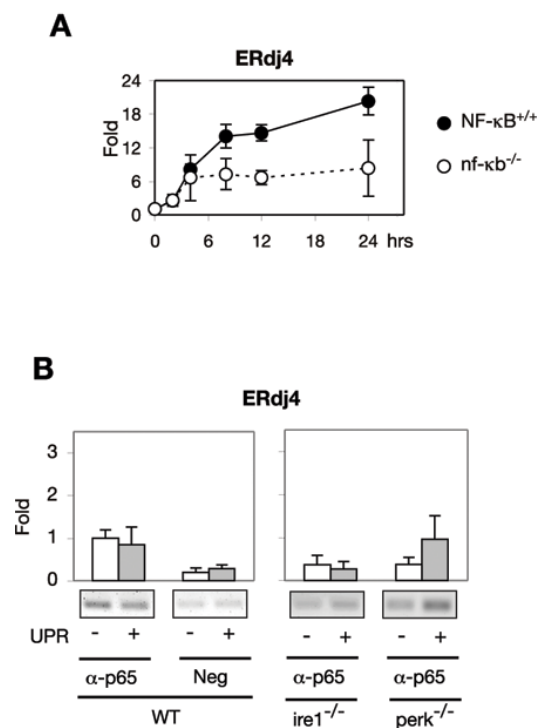 A
ERdj4
24
18
12
6
0
Fold
0 6 12 18 24 hrs
NF-κB+/+
nf-κb-/-
B
ERdj4
3
2
1
0
Fold
UPR - + - + - + - +
α-p65 Neg α-p65 α-p65
WT ire1-/- perk-/-